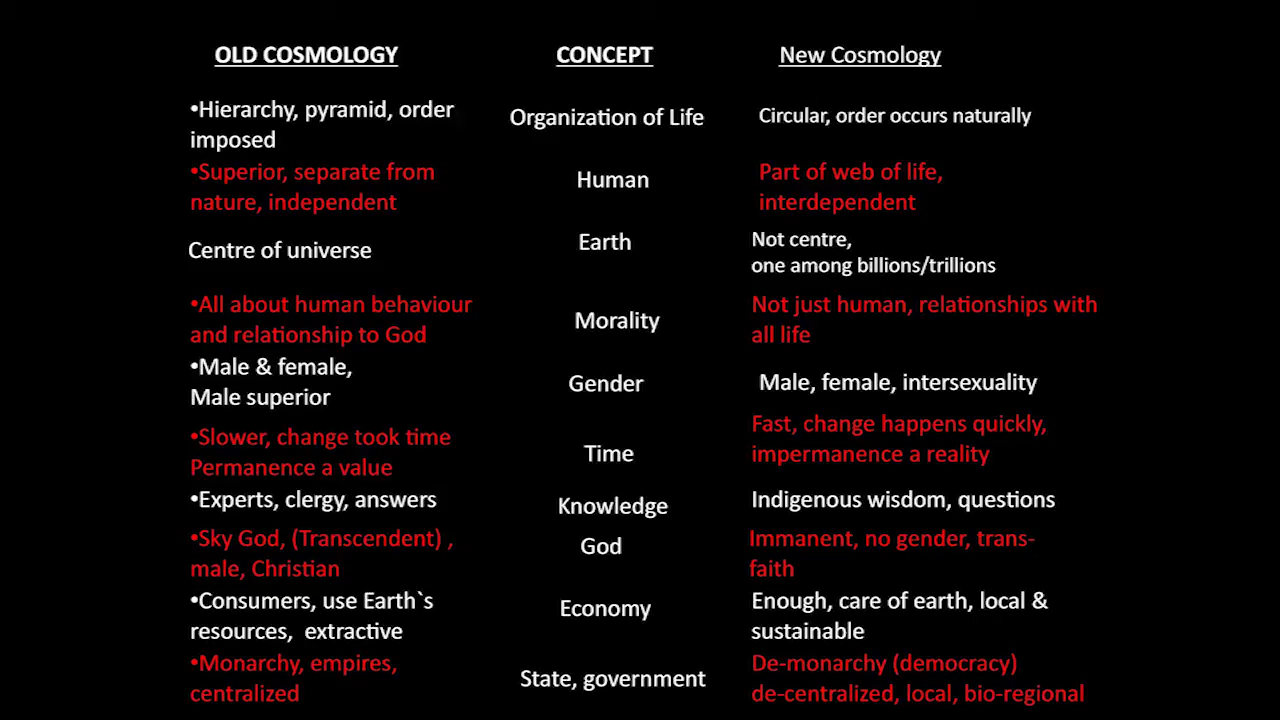 OLD COSMOLOGY CONCEPT New Cosmology
•Hierarchy, pyramid, order
imposed
Organization of Life
Circular, order occurs naturally
•Superior, separate from
nature, independent
Human
Part of web of life,
interdependent
Centre of universe
Earth
Not centre,
one among billions/trillions
•All about human behaviour
and relationship to God
Morality
Not just human, relationships with
all life
•Male & female,
Male superior
Gender
Male, female, intersexuality
•Slower, change took time
Permanence a value
Time
Fast, change happens quickly,
impermanence a reality
•Experts, clergy, answers
Knowledge
Indigenous wisdom, questions
•Sky God, (Transcendent) ,
male, Christian
God
Immanent, no gender, trans-
faith
•Consumers, use Earth`s
resources, extractive
Economy
Enough, care of earth, local &
sustainable
•Monarchy, empires,
centralized
State, government
De-monarchy (democracy)
de-centralized, local, bio-regional